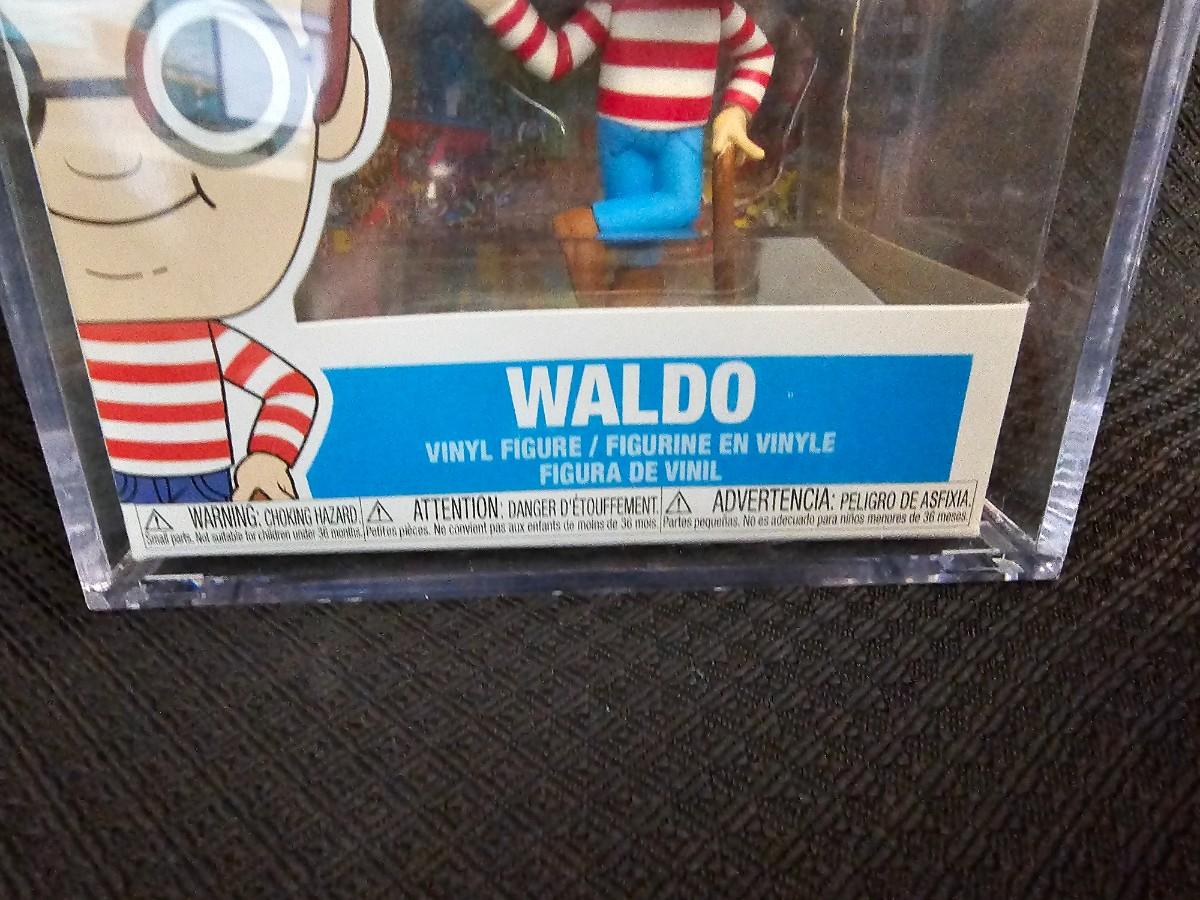 WALDO
VINYL FIGURE / FIGURINE EN VINYLE
FIGURA DE VINIL
WARNING: CHOKING HAZARD
Small parts. Not suitable for children under 36 months.
ATTENTION: DANGER D'ÉTOUFFEMENT.
Petites pièces. Ne convient pas aux enfants de moins de 36 mois.
ADVERTENCIA: PELIGRO DE ASFIXIA.
Partes pequeñas. No es adecuado para niños menores de 36 meses.